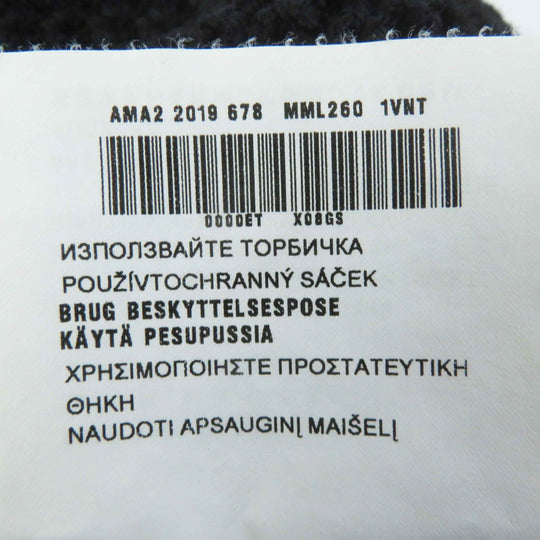 AMA2 2019 678 MML260 1VNT
0000ET X08GS
ИЗПОЛЗВАЙТЕ ТОРБИЧКА
POUŽÍVTOCHRANNÝ SÁČEK
BRUG BESKYTTELSESPOSE
KÄYTÄ PESUPUSSIA
ΧΡΗΣΙΜΟΠΟΙΗΣΤΕ ΠΡΟΣΤΑΤΕΥΤΙΚΗ
ΘΗΚΗ
NAUDOTI APSAUGINĮ MAIŠELĮ